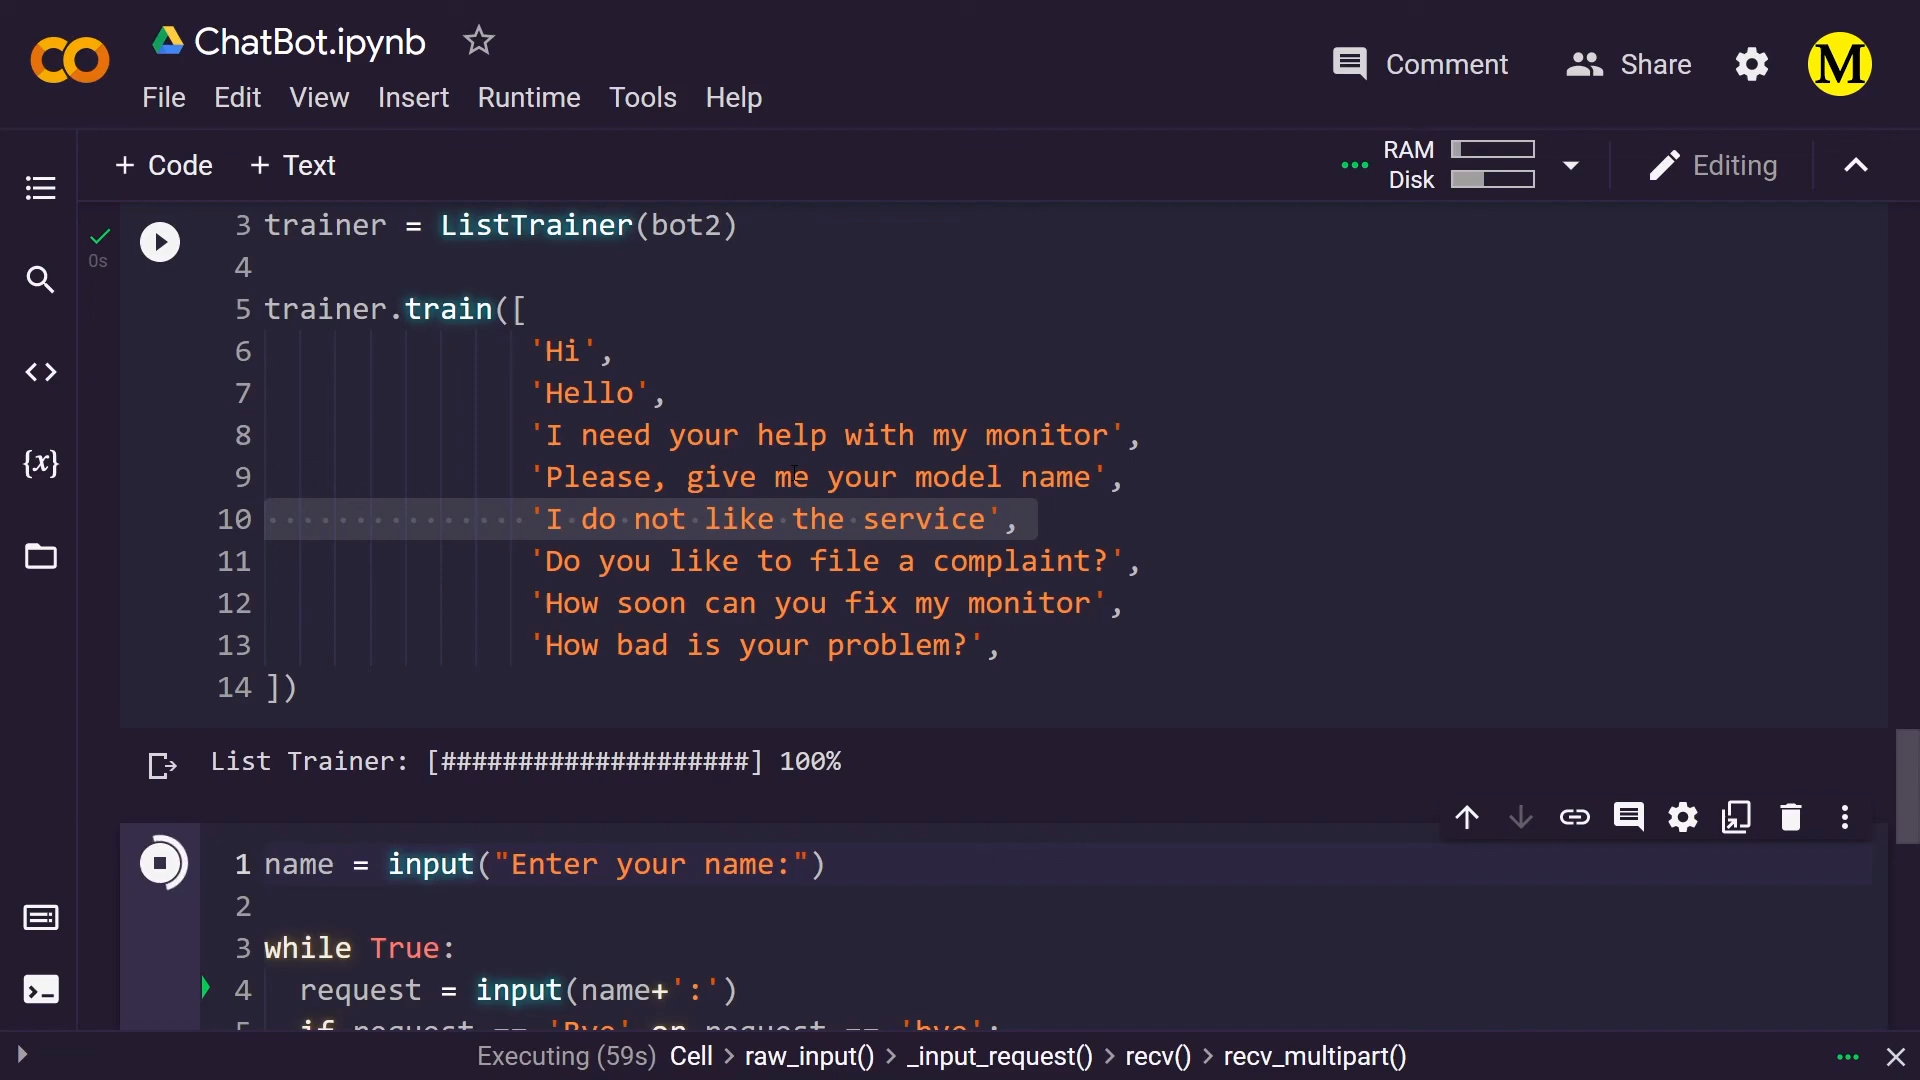 ChatBot.ipynb
Comment
Share
M
File Edit View Insert Runtime Tools Help
+ Code + Text
RAM
Disk
Editing
0s
3 trainer = ListTrainer(bot2)
4
5 trainer.train([
6 'Hi',
7 'Hello',
8 'I need your help with my monitor',
9 'Please, give me your model name',
10 'I do not like the service',
11 'Do you like to file a complaint?',
12 'How soon can you fix my monitor',
13 'How bad is your problem?',
14 ])
List Trainer: [####################] 100%
1 name = input("Enter your name:")
2
3 while True:
4 request = input(name+':')
5 if request == 'Bye' or request == 'bye':
Executing (59s) Cell > raw_input() > _input_request() > recv() > recv_multipart()